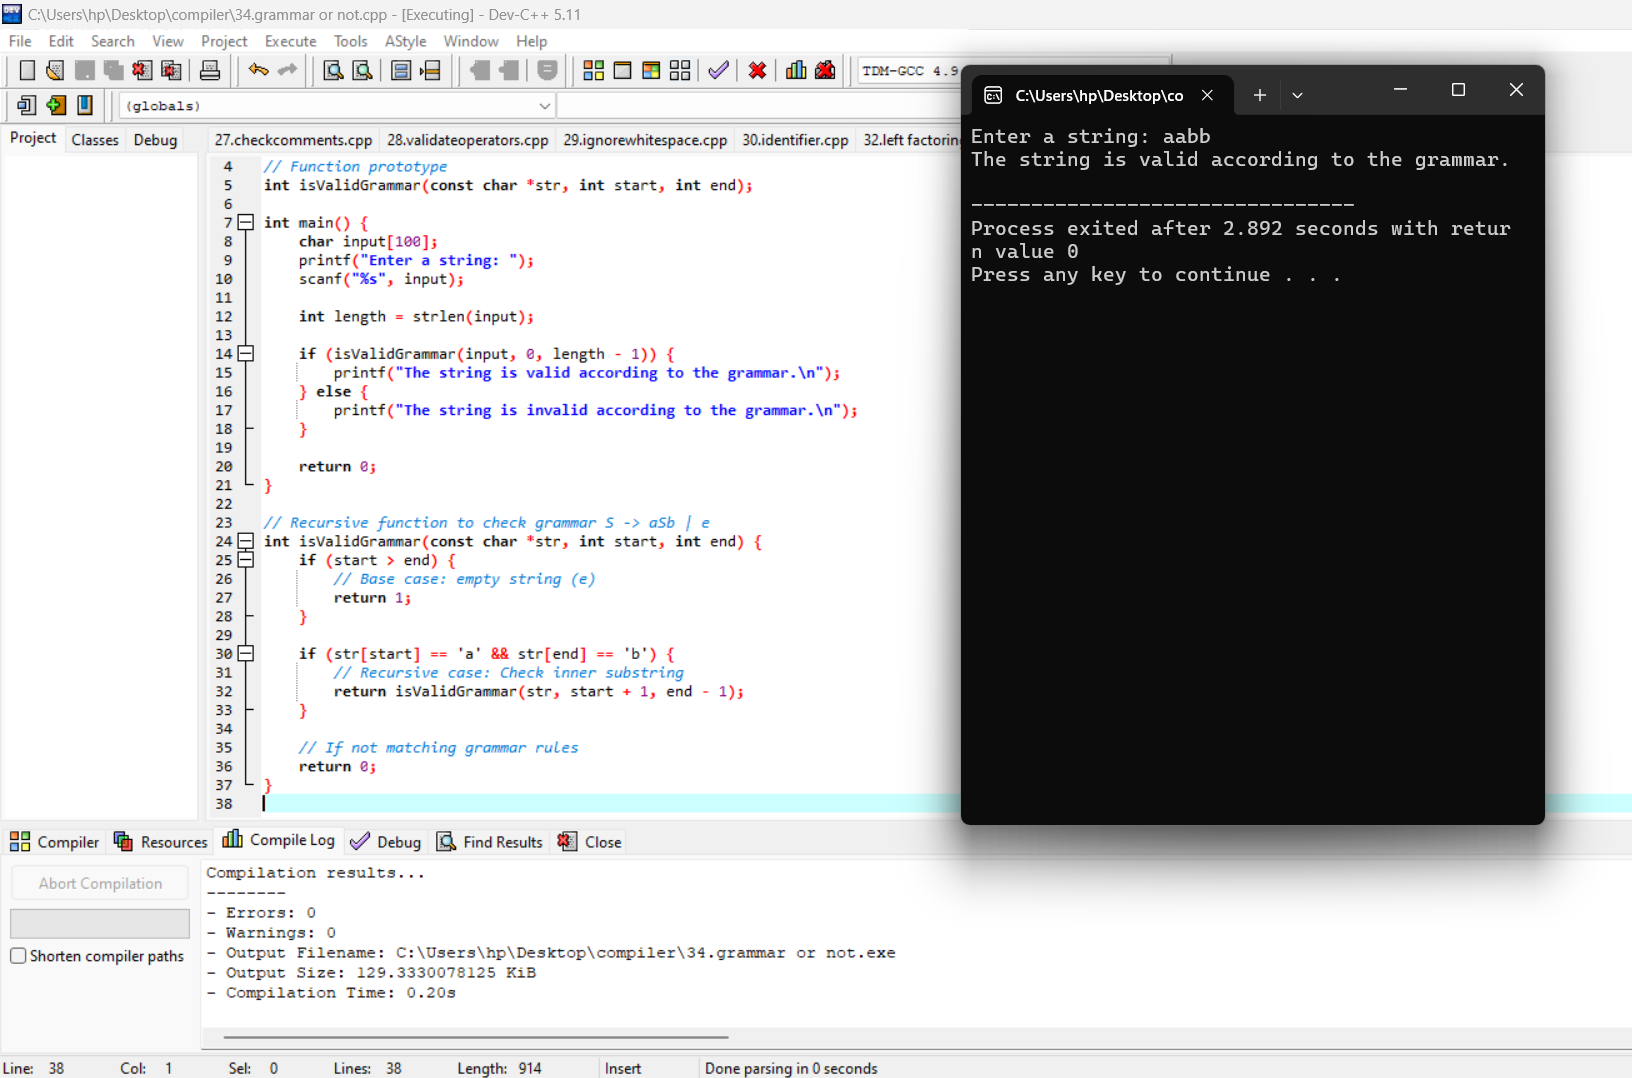 C:\Users\hp\Desktop\compiler\34.grammar or not.cpp - [Executing] - Dev-C++ 5.11
File Edit Search View Project Execute Tools AStyle Window Help
TDM-GCC 4.9
(globals)
Project Classes Debug
27.checkcomments.cpp 28.validateoperators.cpp 29.ignorewhitespace.cpp 30.identifier.cpp 32.left factoring
4 // Function prototype
5 int isValidGrammar(const char *str, int start, int end);
6
7 int main() {
8 char input[100];
9 printf("Enter a string: ");
10 scanf("%s", input);
11
12 int length = strlen(input);
13
14 if (isValidGrammar(input, 0, length - 1)) {
15 printf("The string is valid according to the grammar.\n");
16 } else {
17 printf("The string is invalid according to the grammar.\n");
18 }
19
20 return 0;
21 }
22
23 // Recursive function to check grammar S -> aSb | e
24 int isValidGrammar(const char *str, int start, int end) {
25 if (start > end) {
26 // Base case: empty string (e)
27 return 1;
28 }
29
30 if (str[start] == 'a' && str[end] == 'b') {
31 // Recursive case: Check inner substring
32 return isValidGrammar(str, start + 1, end - 1);
33 }
34
35 // If not matching grammar rules
36 return 0;
37 }
38
C:\Users\hp\Desktop\co
Enter a string: aabb
The string is valid according to the grammar.
--------------------------------
Process exited after 2.892 seconds with retur
n value 0
Press any key to continue . . .
Compiler Resources Compile Log Debug Find Results Close
Abort Compilation
Shorten compiler paths
Compilation results...
--------
- Errors: 0
- Warnings: 0
- Output Filename: C:\Users\hp\Desktop\compiler\34.grammar or not.exe
- Output Size: 129.3330078125 KiB
- Compilation Time: 0.20s
Line: 38 Col: 1 Sel: 0 Lines: 38 Length: 914 Insert Done parsing in 0 seconds